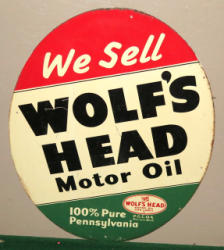 We Sell
WOLF'S
HEAD
Motor Oil
100% Pure
Pennsylvania
WOLF'S HEAD